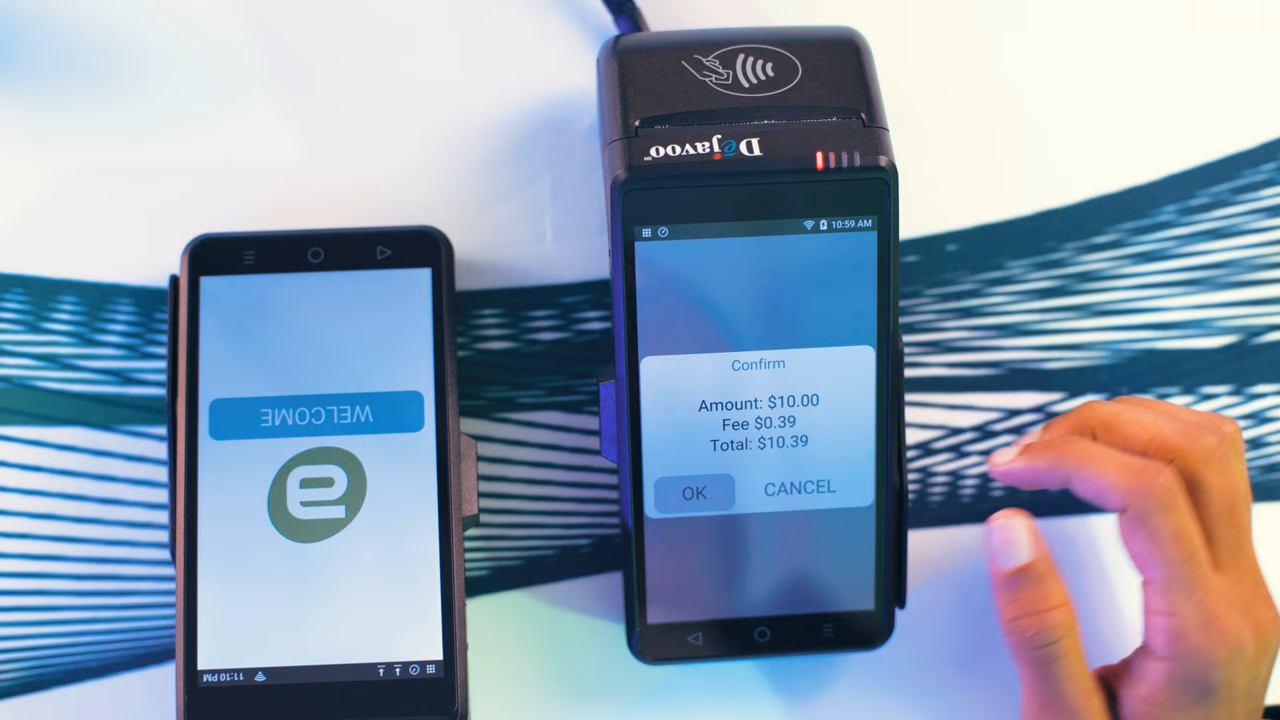 Dejavoo
10:59 AM
Confirm
Amount: $10.00
Fee $0.39
Total: $10.39
OK CANCEL
WELCOME
11:10 PM